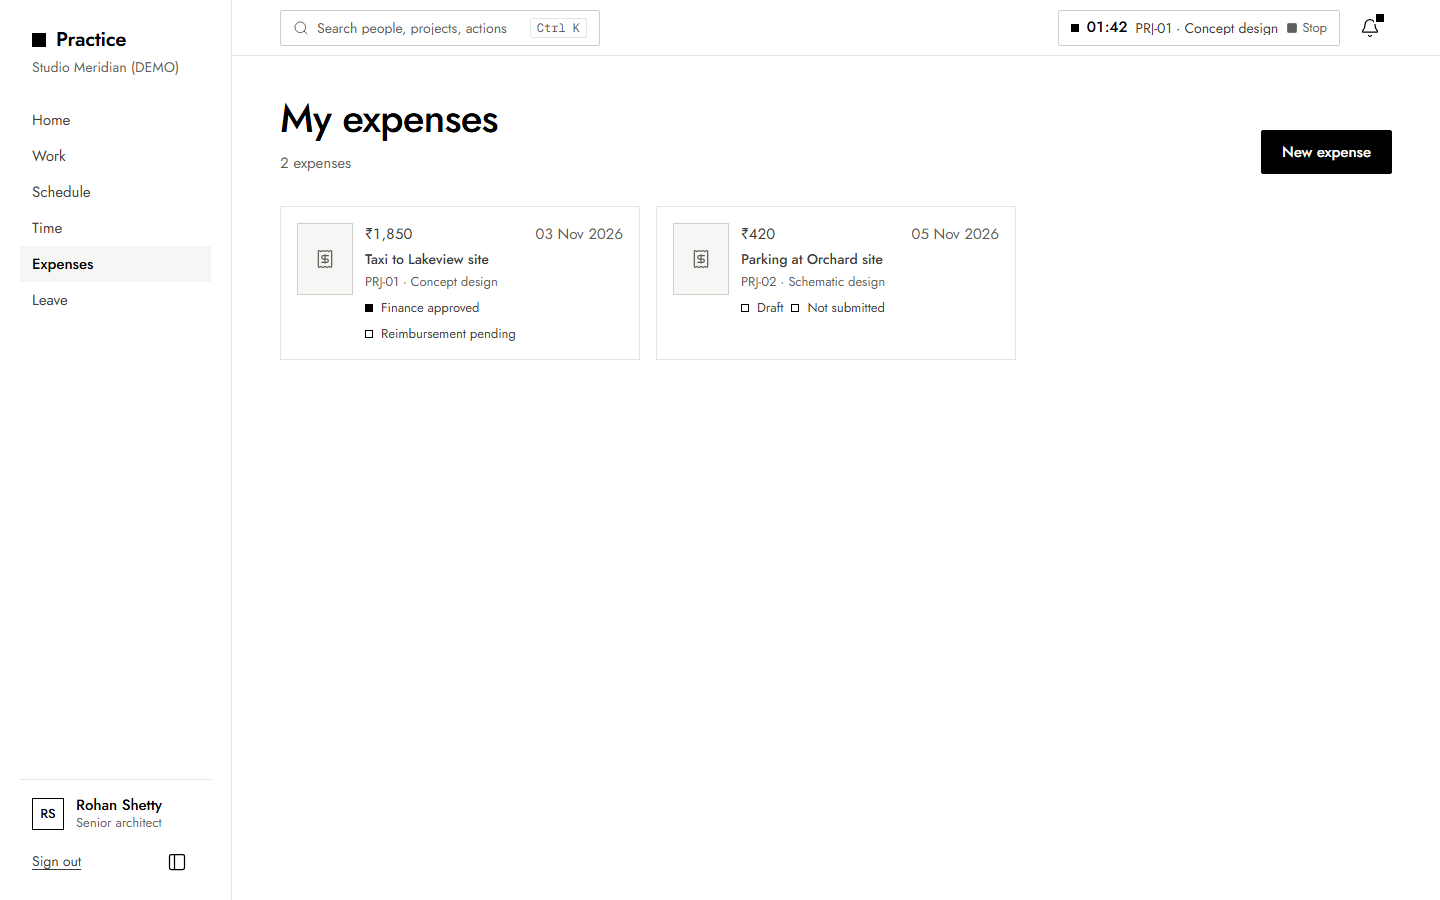 Practice
Studio Meridian (DEMO)
Home
Work
Schedule
Time
Expenses
Leave
RS
Rohan Shetty
Senior architect
Sign out
Search people, projects, actions Ctrl K
01:42 PRJ-01 · Concept design Stop
My expenses
2 expenses
New expense
₹1,850 03 Nov 2026
Taxi to Lakeview site
PRJ-01 · Concept design
Finance approved
Reimbursement pending
₹420 05 Nov 2026
Parking at Orchard site
PRJ-02 · Schematic design
Draft Not submitted